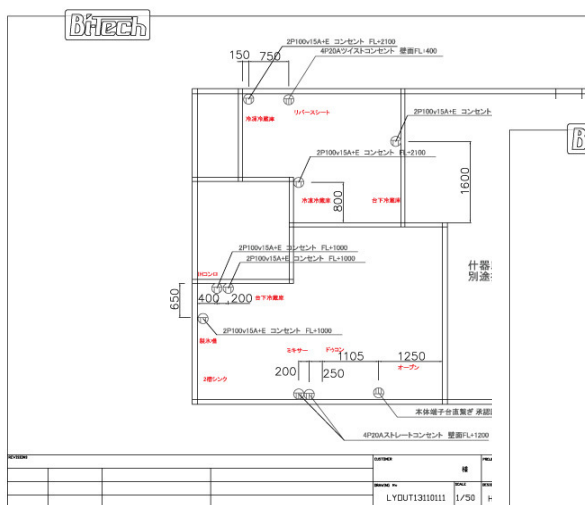 BiTech
2P100v15A+E コンセント FL+2100
4P20Aツイストコンセント 壁面FL+400
150
750
冷凍冷蔵庫
リバースシート
2P100v15A+E コンセント
2P100v15A+E コンセント FL+2100
冷凍冷蔵庫
800
台下冷蔵庫
1600
2P100v15A+E コンセント FL+1000
2P100v15A+E コンセント FL+1000
IHコンロ
什器
別途
650
400
200
台下冷蔵庫
2P100v15A+E コンセント FL+1000
製氷機
ミキサー
ドゥコン
1105
1250
200
250
オーブン
2槽シンク
本体端子台直繋ぎ 承認
4P20Aストレートコンセント 壁面FL+1200
REVISIONS
CUSTOMER
様
DRAWING No
LYOUT13110111
SCALE
1/50